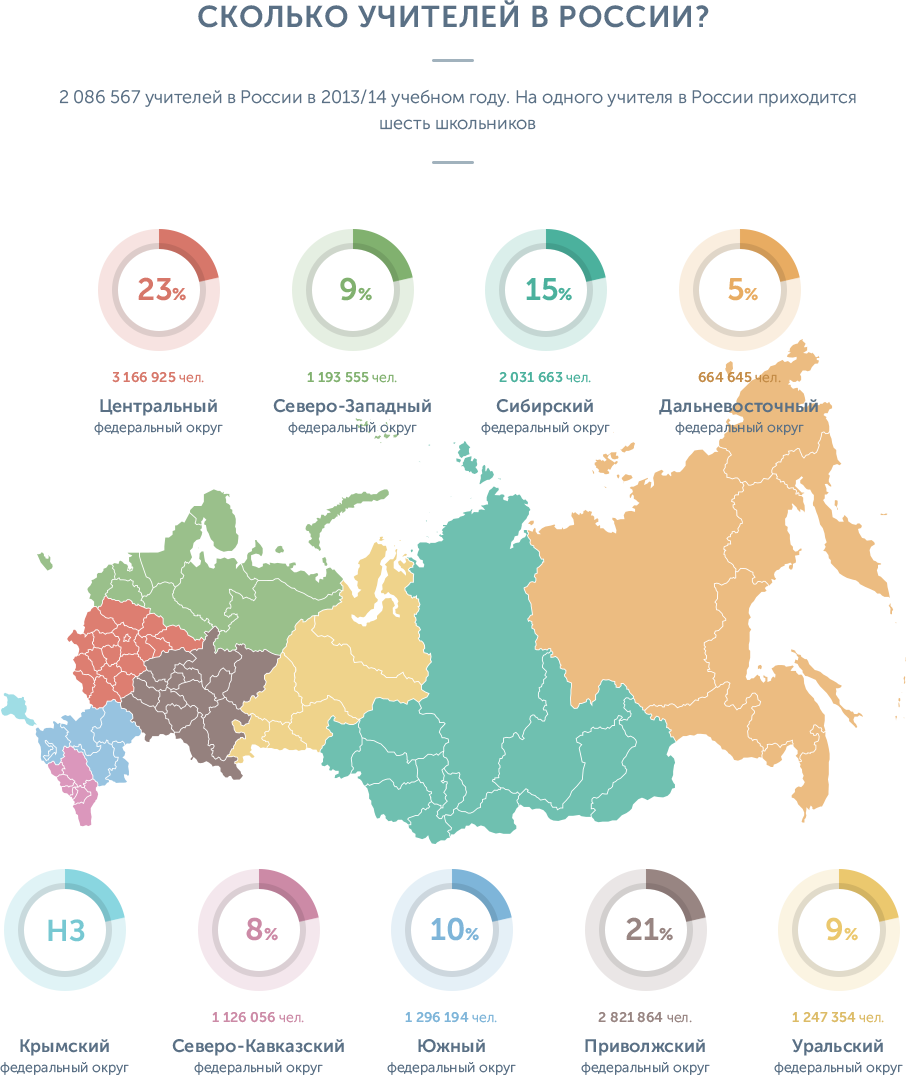 СКОЛЬКО УЧИТЕЛЕЙ В РОССИИ?
2 086 567 учителей в России в 2013/14 учебном году. На одного учителя в России приходится
шесть школьников
23%
9%
15%
5%
3 166 925 чел.
1 193 555 чел.
2 031 663 чел.
664 645 чел.
Центральный
Северо-Западный
Сибирский
Дальневосточный
федеральный округ
федеральный округ
федеральный округ
федеральный округ
НЗ
8%
10%
21%
9%
1 126 056 чел.
1 296 194 чел.
2 821 864 чел.
1 247 354 чел.
Крымский
Северо-Кавказский
Южный
Приволжский
Уральский
федеральный округ
федеральный округ
федеральный округ
федеральный округ
федеральный округ